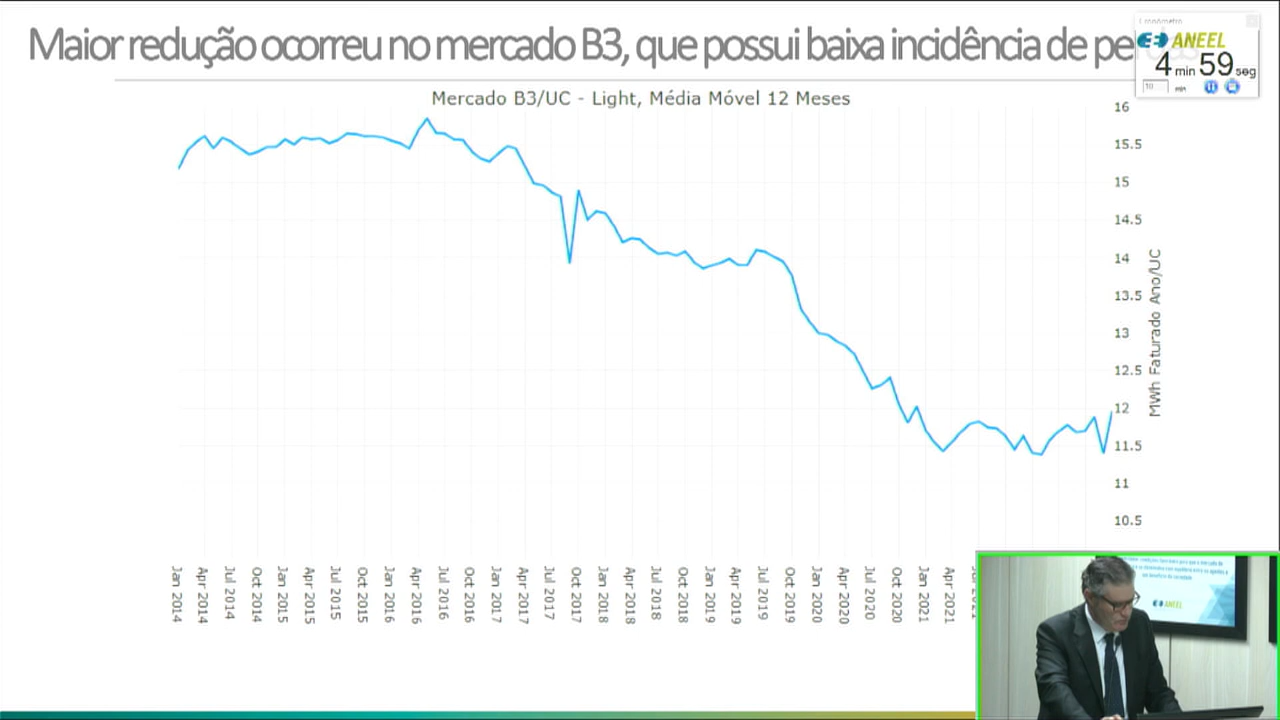 Maior redução ocorreu no mercado B3, que possui baixa incidência de
Cronômetro
ANEEL
4 min 59 seg
10 min
Mercado B3/UC - Light, Média Móvel 12 Meses
16
15.5
15
14.5
14
13.5
13
12.5
12
11.5
11
10.5
MWh Faturado Ano/UC
Jan 2014
Apr 2014
Jul 2014
Oct 2014
Jan 2015
Apr 2015
Jul 2015
Oct 2015
Jan 2016
Apr 2016
Jul 2016
Oct 2016
Jan 2017
Apr 2017
Jul 2017
Oct 2017
Jan 2018
Apr 2018
Jul 2018
Oct 2018
Jan 2019
Apr 2019
Jul 2019
Oct 2019
Jan 2020
Apr 2020
Jul 2020
Oct 2020
Jan 2021
Apr 2021
ANEEL